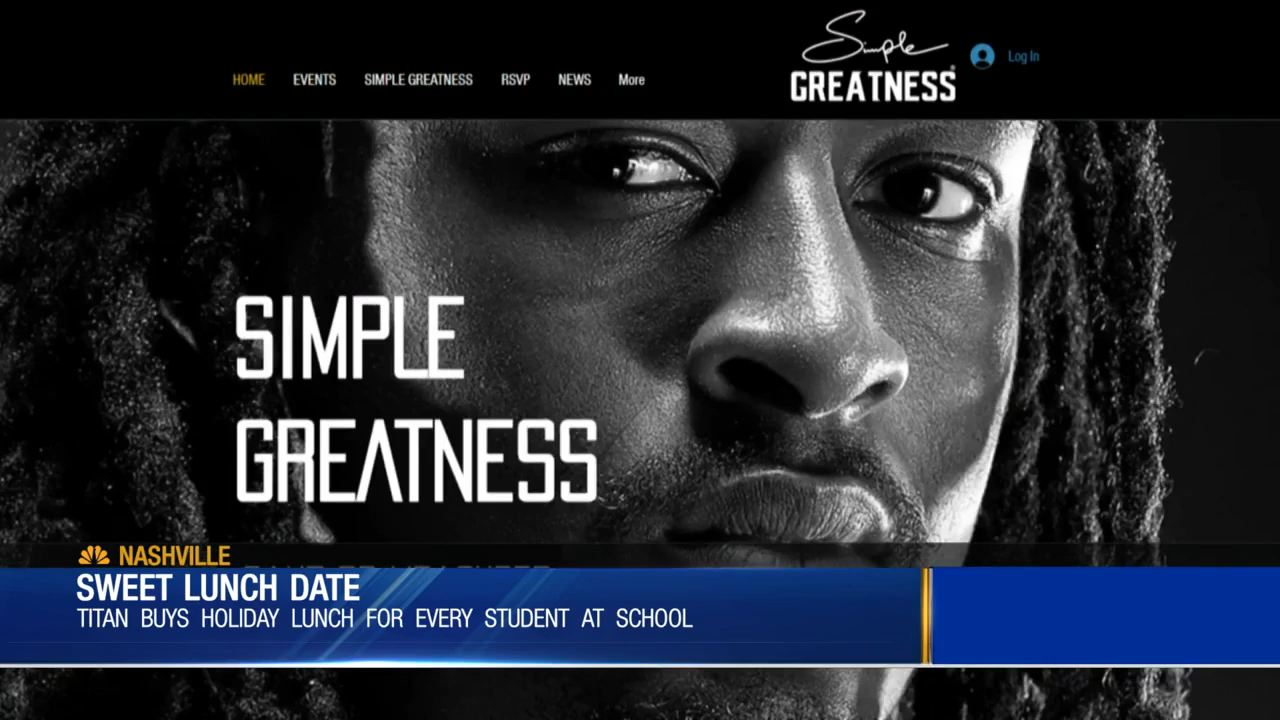 Simple
GREATNESS®
Log In
HOME EVENTS SIMPLE GREATNESS RSVP NEWS More
SIMPLE
GREATNESS
NASHVILLE
SWEET LUNCH DATE
TITAN BUYS HOLIDAY LUNCH FOR EVERY STUDENT AT SCHOOL